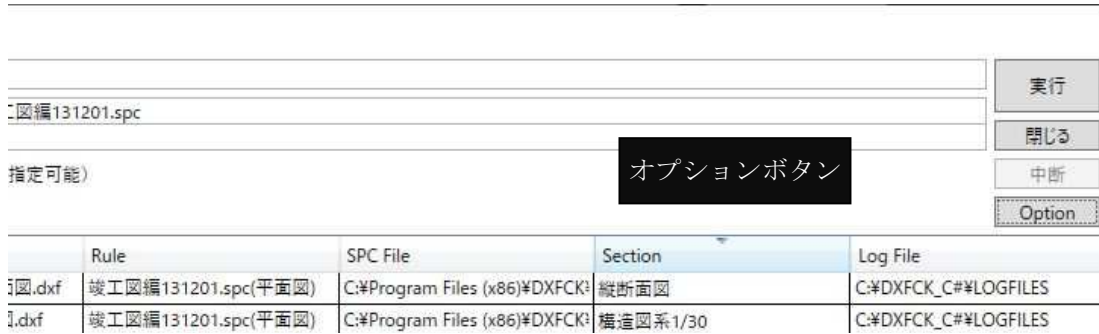 実行
工図編131201.spc
閉じる
指定可能）
オプションボタン
中断
Option
Rule SPC File Section Log File
図.dxf 竣工図編131201.spc(平面図) C:¥Program Files (x86)¥DXFCK 縦断面図 C:¥DXFCK_C#¥LOGFILES
.dxf 竣工図編131201.spc(平面図) C:¥Program Files (x86)¥DXFCK 構造図系1/30 C:¥DXFCK_C#¥LOGFILES